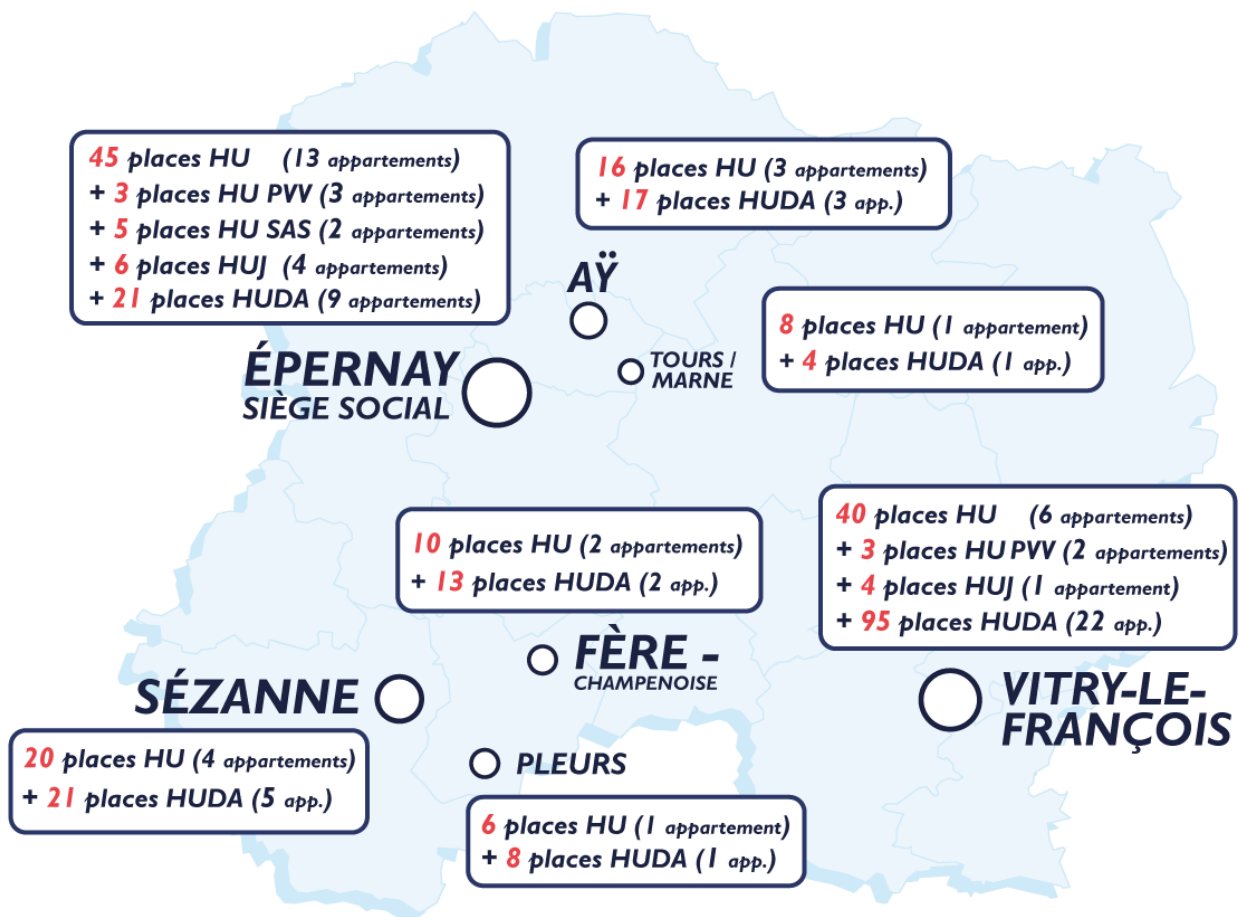 45 places HU (13 appartements)
+ 3 places HU PVV (3 appartements)
+ 5 places HU SAS (2 appartements)
+ 6 places HUJ (4 appartements)
+ 21 places HUDA (9 appartements)
ÉPERNAY
SIÈGE SOCIAL
16 places HU (3 appartements)
+ 17 places HUDA (3 app.)
AŸ
TOURS /
MARNE
8 places HU (1 appartement)
+ 4 places HUDA (1 app.)
10 places HU (2 appartements)
+ 13 places HUDA (2 app.)
FÈRE -
CHAMPENOISE
40 places HU (6 appartements)
+ 3 places HU PVV (2 appartements)
+ 4 places HUJ (1 appartement)
+ 95 places HUDA (22 app.)
VITRY-LE-
FRANÇOIS
SÉZANNE
20 places HU (4 appartements)
+ 21 places HUDA (5 app.)
PLEURS
6 places HU (1 appartement)
+ 8 places HUDA (1 app.)